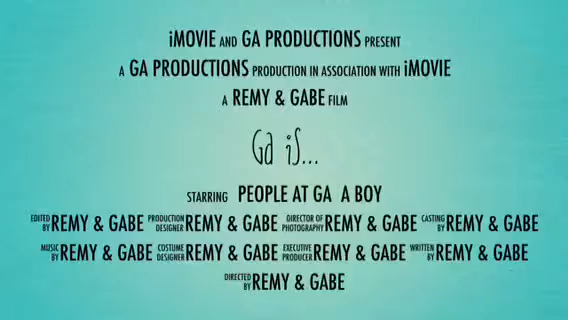 iMOVIE AND GA PRODUCTIONS PRESENT
A GA PRODUCTIONS PRODUCTION IN ASSOCIATION WITH iMOVIE
A REMY & GABE FILM
Ga iS...
STARRING PEOPLE AT GA A BOY
EDITED BY REMY & GABE PRODUCTION DESIGNER REMY & GABE DIRECTOR OF PHOTOGRAPHY REMY & GABE CASTING BY REMY & GABE
MUSIC BY REMY & GABE COSTUME DESIGNER REMY & GABE EXECUTIVE PRODUCER REMY & GABE WRITTEN BY REMY & GABE
DIRECTED BY REMY & GABE